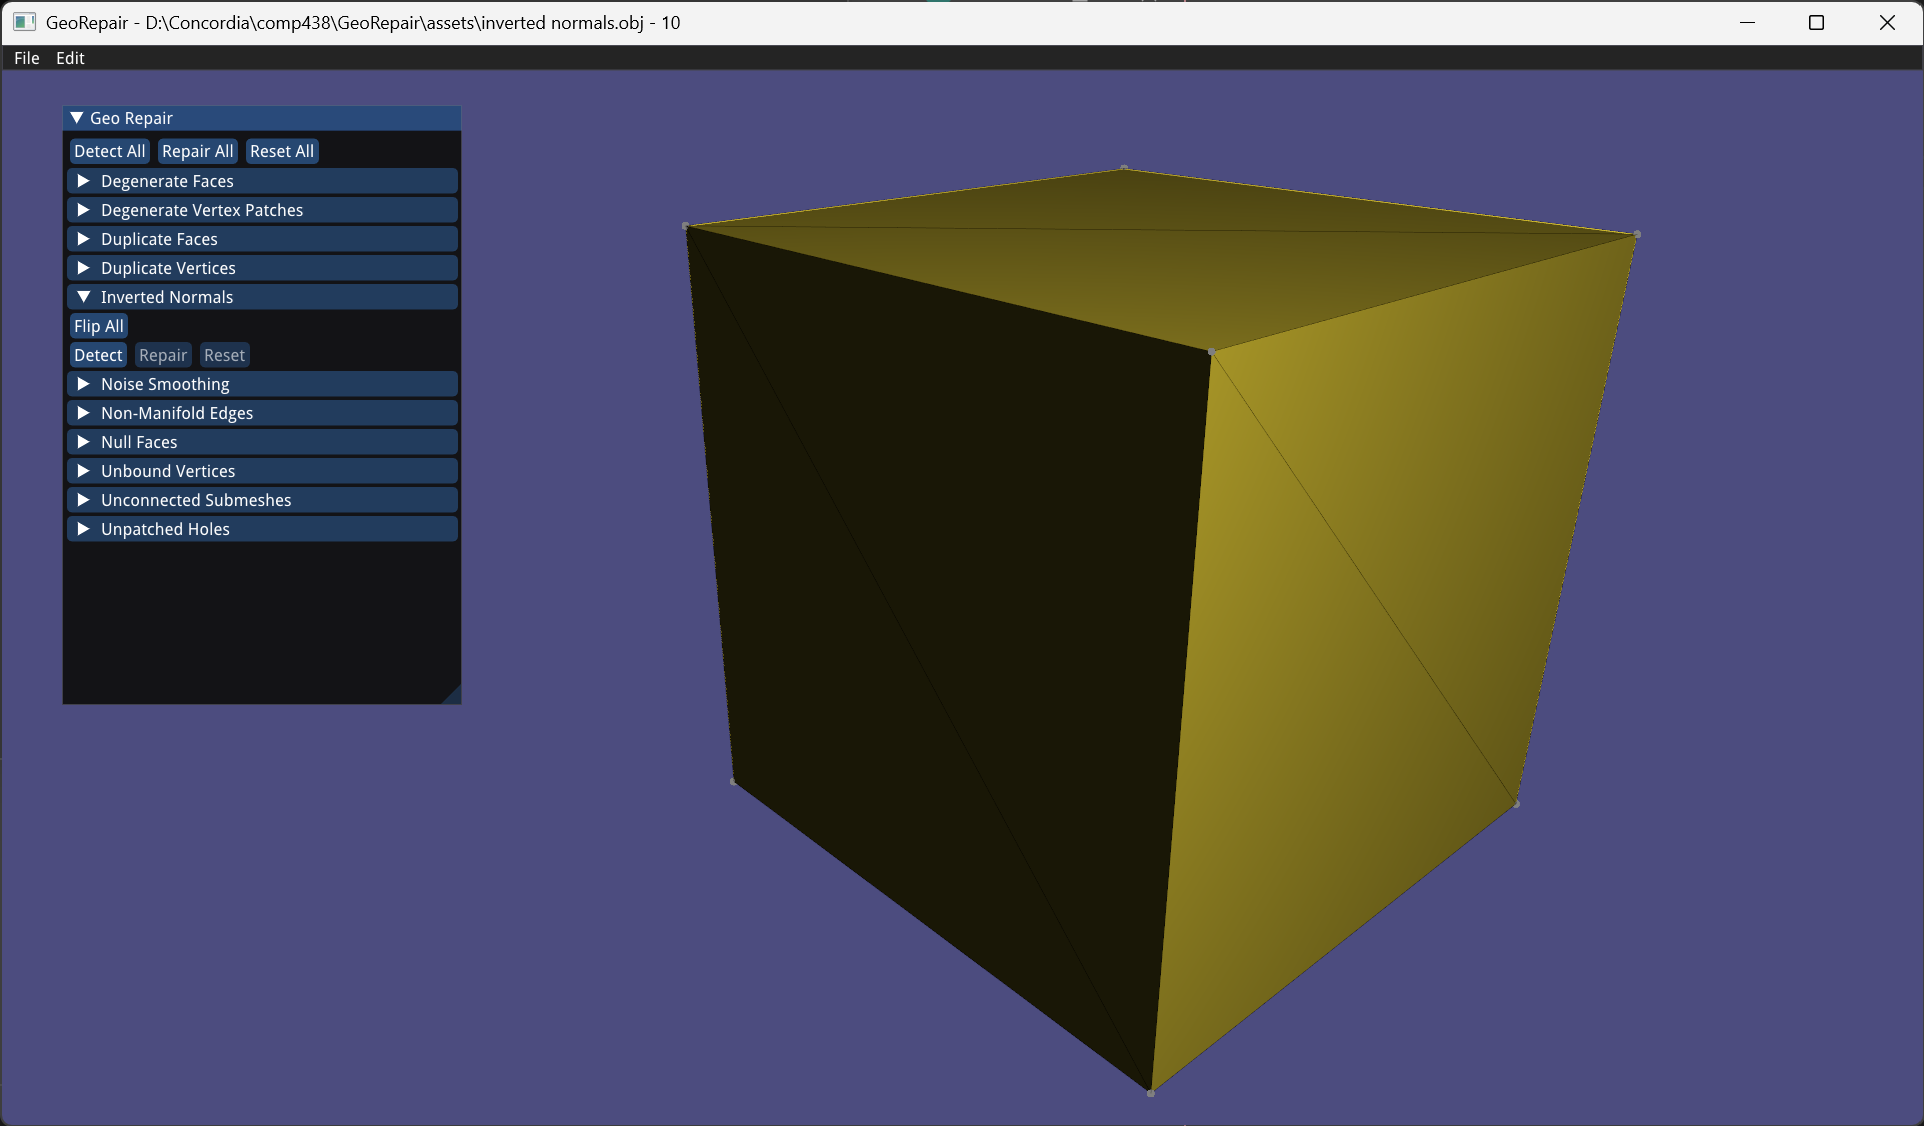 GeoRepair - D:\Concordia\comp438\GeoRepair\assets\inverted normals.obj - 10
File Edit
Geo Repair
Detect All Repair All Reset All
Degenerate Faces
Degenerate Vertex Patches
Duplicate Faces
Duplicate Vertices
Inverted Normals
Flip All
Detect Repair Reset
Noise Smoothing
Non-Manifold Edges
Null Faces
Unbound Vertices
Unconnected Submeshes
Unpatched Holes